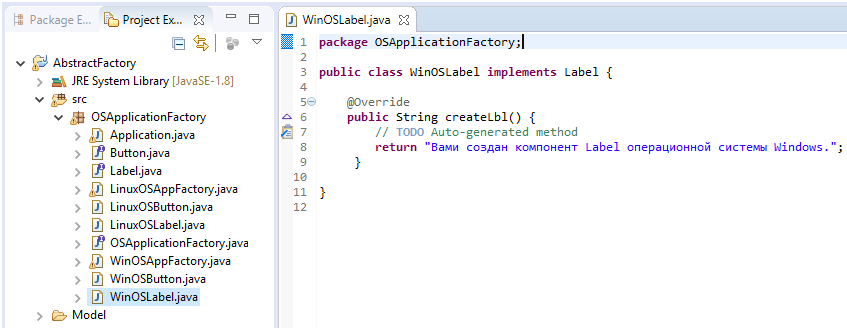 Package E...
Project Ex...
AbstractFactory
JRE System Library [JavaSE-1.8]
src
OSApplicationFactory
Application.java
Button.java
Label.java
LinuxOSAppFactory.java
LinuxOSButton.java
LinuxOSLabel.java
OSApplicationFactory.java
WinOSAppFactory.java
WinOSButton.java
WinOSLabel.java
Model
WinOSLabel.java
1 package OSApplicationFactory;
2
3 public class WinOSLabel implements Label {
4
5 @Override
6 public String createLbl() {
7 // TODO Auto-generated method
8 return "Вами создан компонент Label операционной системы Windows.";
9 }
10
11 }
12